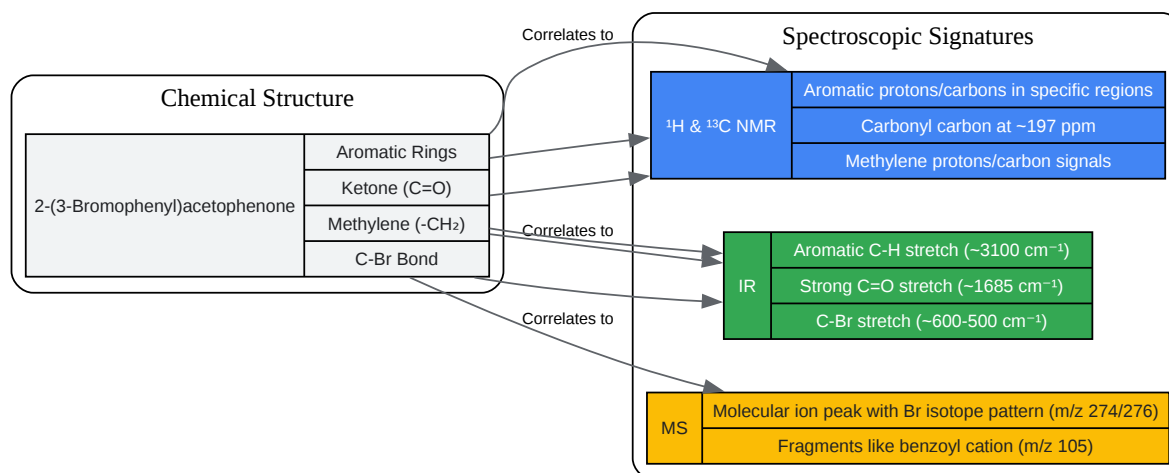 Chemical Structure
2-(3-Bromophenyl)acetophenone
Aromatic Rings
Ketone (C=O)
Methylene (-CH₂)
C-Br Bond
Correlates to
Correlates to
Correlates to
Spectroscopic Signatures
¹H & ¹³C NMR
Aromatic protons/carbons in specific regions
Carbonyl carbon at ~197 ppm
Methylene protons/carbon signals
IR
Aromatic C-H stretch (~3100 cm⁻¹)
Strong C=O stretch (~1685 cm⁻¹)
C-Br stretch (~600-500 cm⁻¹)
MS
Molecular ion peak with Br isotope pattern (m/z 274/276)
Fragments like benzoyl cation (m/z 105)